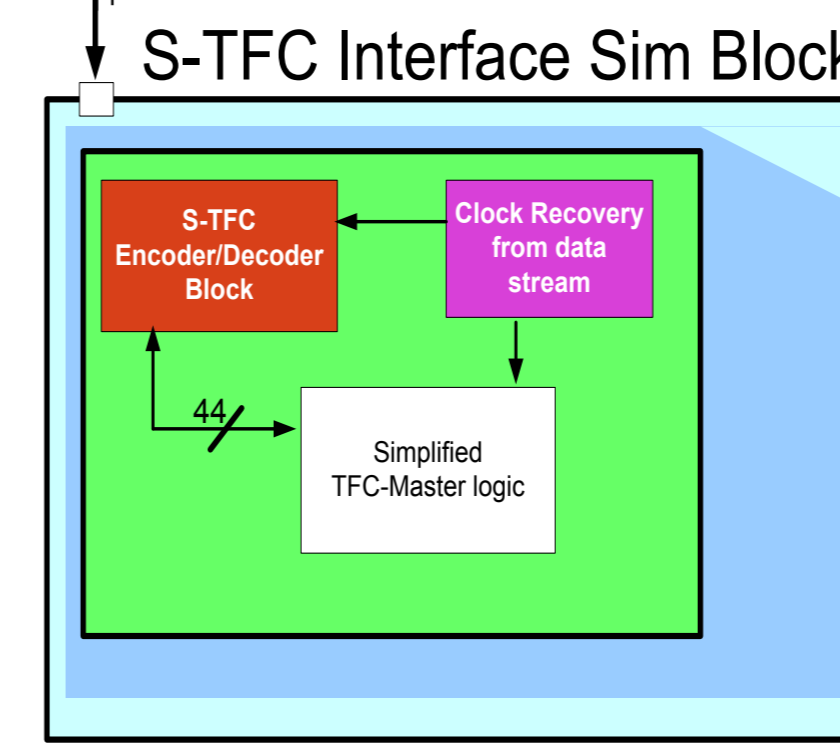 S-TFC Interface Sim Block
S-TFC
Encoder/Decoder
Block
Clock Recovery
from data
stream
44
Simplified
TFC-Master logic